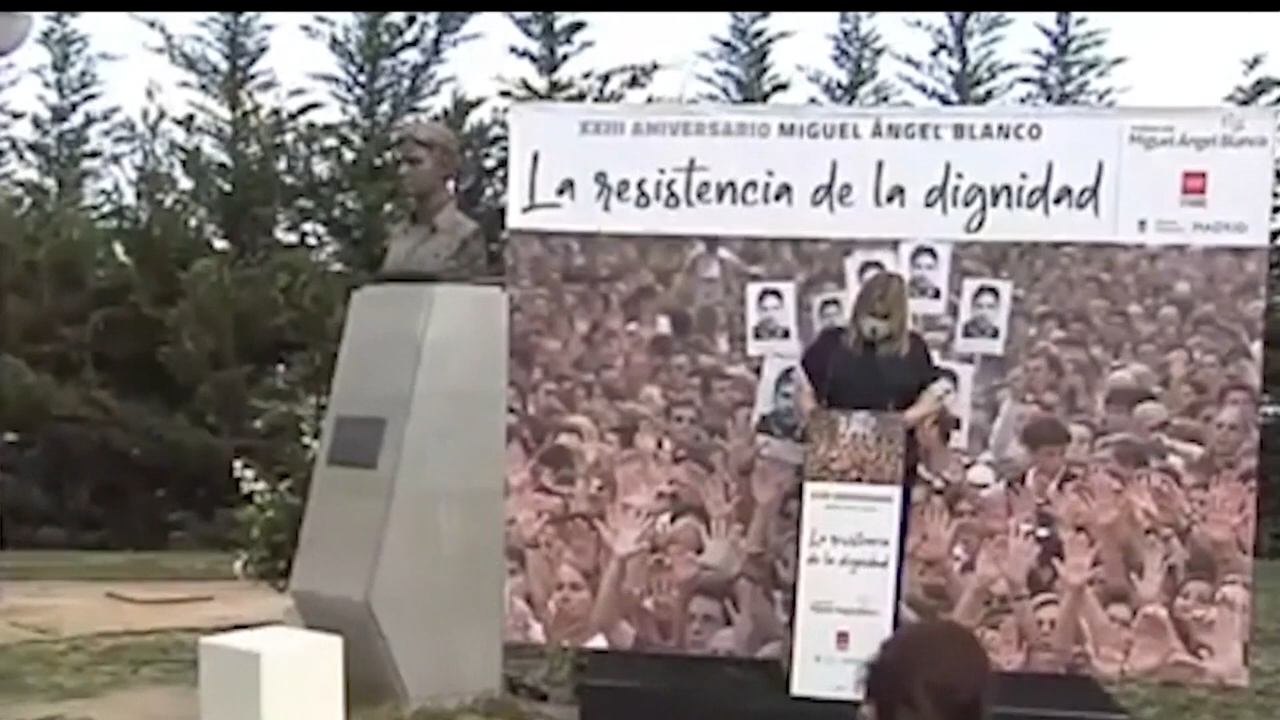 XXIII ANIVERSARIO MIGUEL ÁNGEL BLANCO
La resistencia de la dignidad
Miguel Ángel Blanco
MADRID
La resistencia
de la dignidad